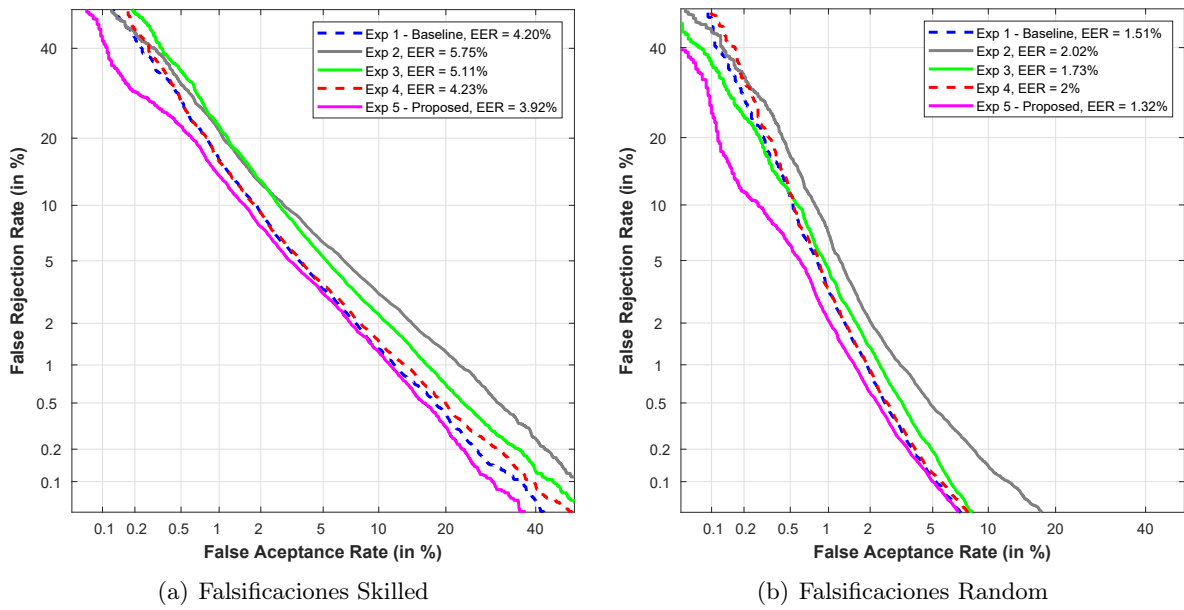 Exp 1 - Baseline, EER = 4.20%
Exp 2, EER = 5.75%
Exp 3, EER = 5.11%
Exp 4, EER = 4.23%
Exp 5 - Proposed, EER = 3.92%
False Rejection Rate (in %)
40
20
10
5
2
1
0.5
0.2
0.1
0.1 0.2 0.5 1 2 5 10 20 40
False Aceptance Rate (in %)
(a) Falsificaciones Skilled
Exp 1 - Baseline, EER = 1.51%
Exp 2, EER = 2.02%
Exp 3, EER = 1.73%
Exp 4, EER = 2%
Exp 5 - Proposed, EER = 1.32%
False Rejection Rate (in %)
40
20
10
5
2
1
0.5
0.2
0.1
0.1 0.2 0.5 1 2 5 10 20 40
False Aceptance Rate (in %)
(b) Falsificaciones Random